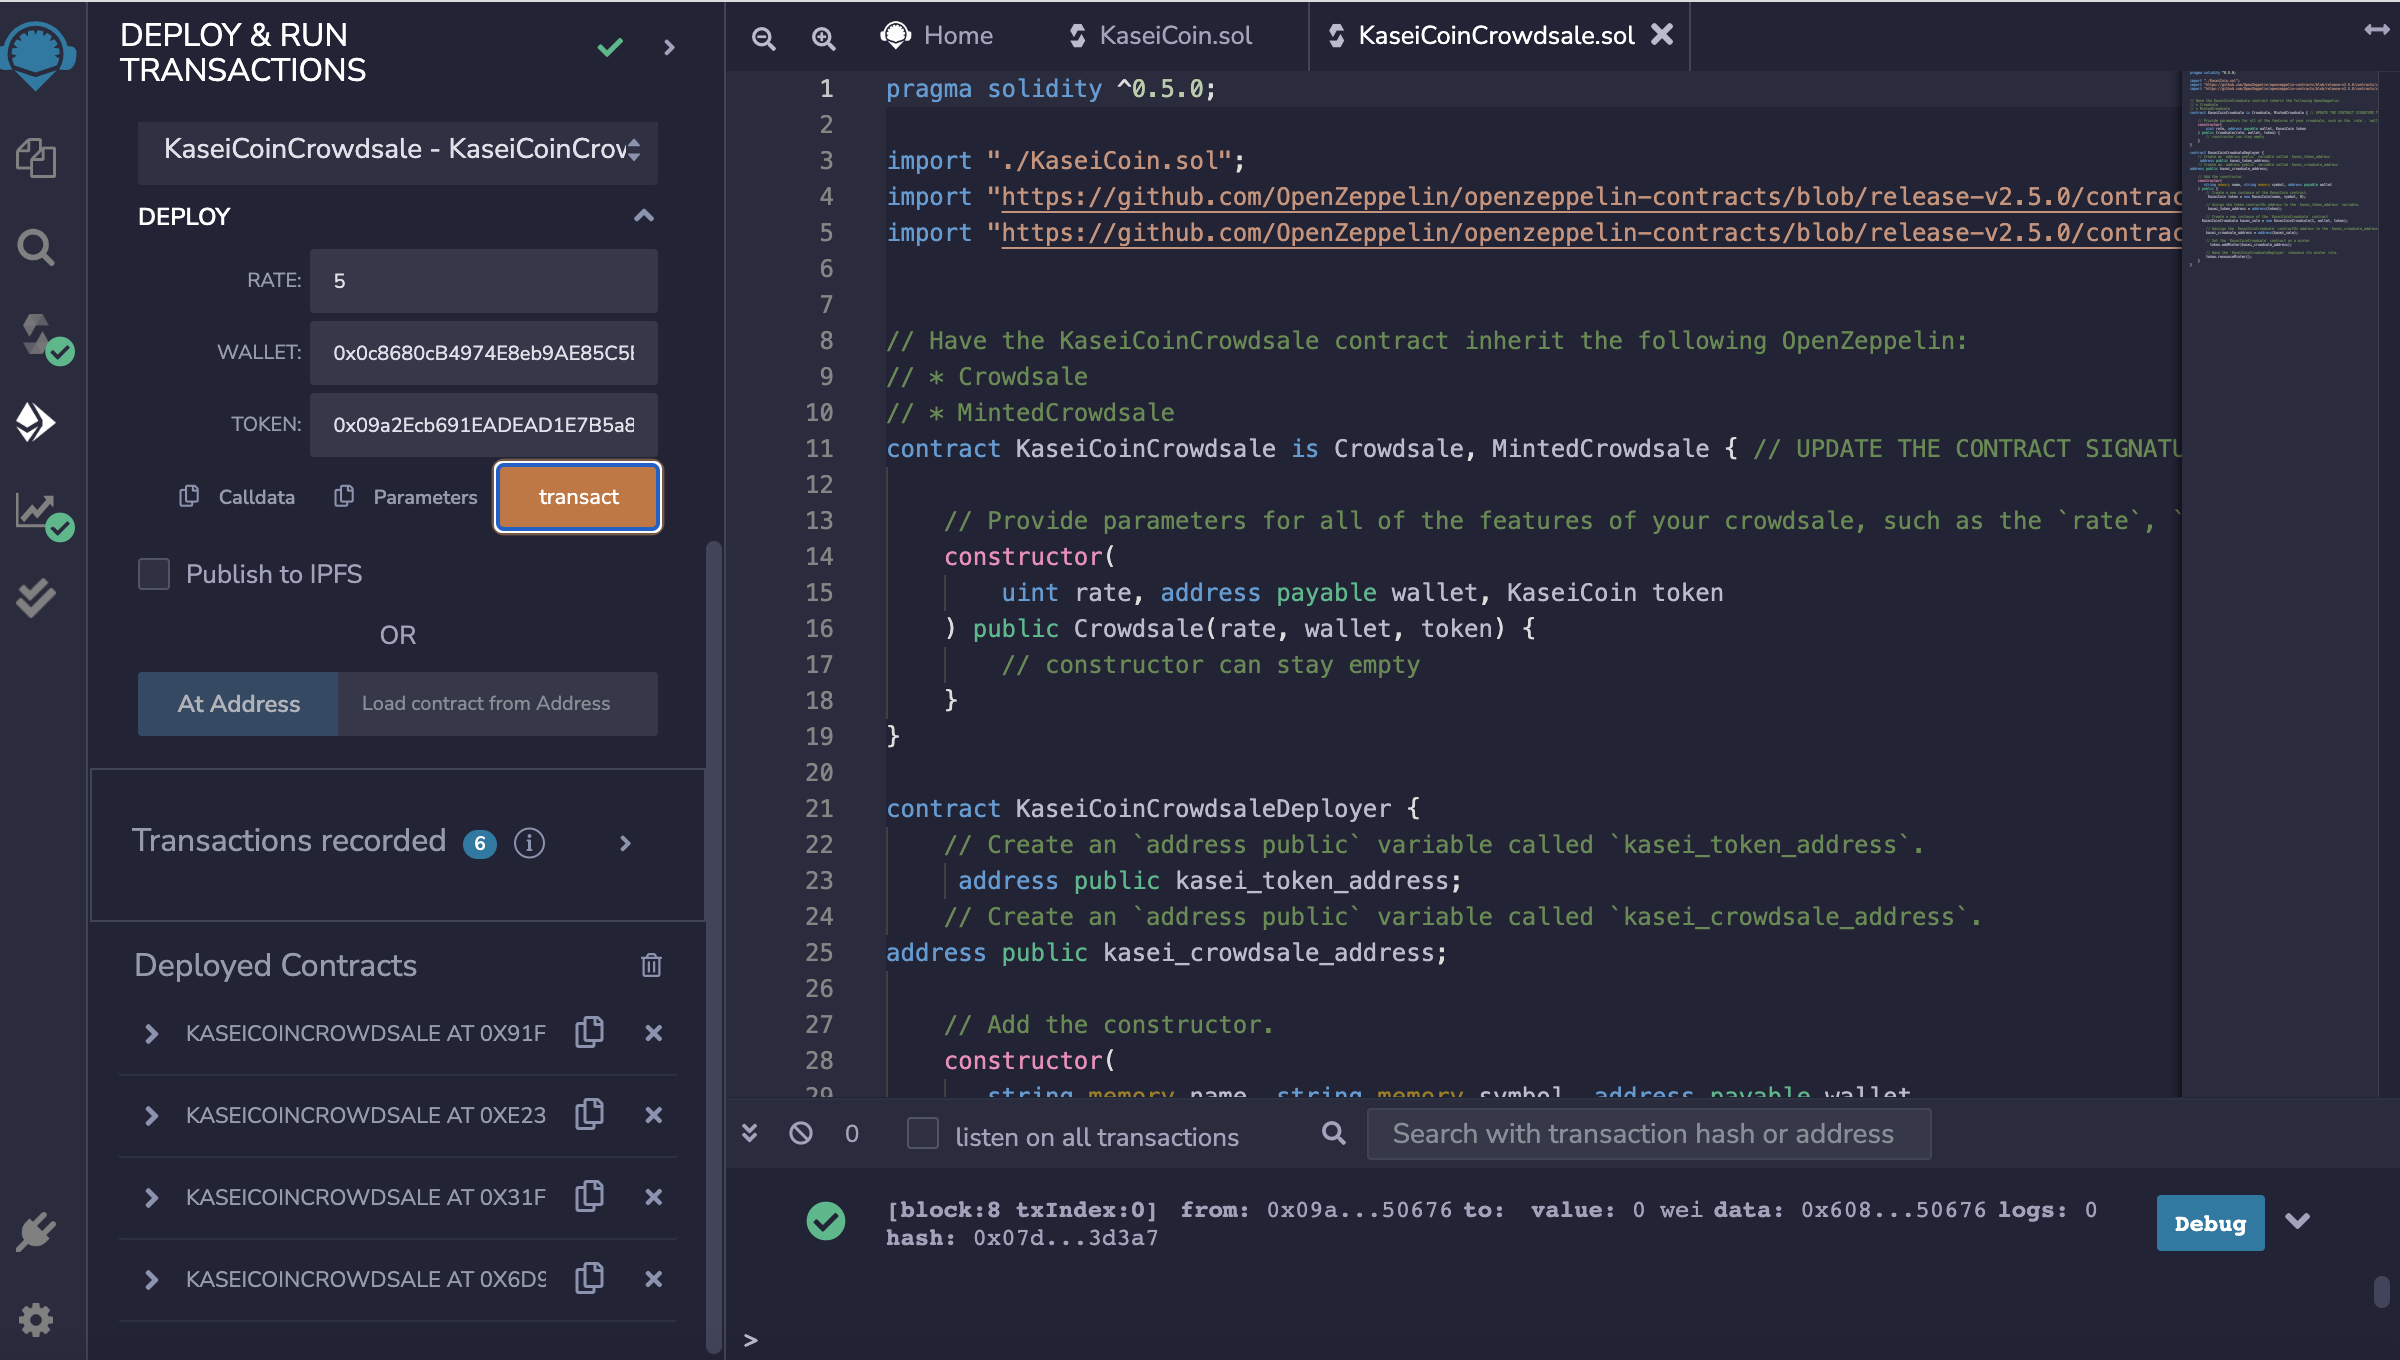 DEPLOY & RUN
TRANSACTIONS
KaseiCoinCrowdsale - KaseiCoinCrow
DEPLOY
RATE: 5
WALLET: 0x0c8680cB4974E8eb9AE85C5
TOKEN: 0x09a2Ecb691EADEAD1E7B5a8
Calldata Parameters transact
Publish to IPFS
OR
At Address Load contract from Address
Transactions recorded 6 i
Deployed Contracts
KASEICOINCROWDSALE AT 0X91F
KASEICOINCROWDSALE AT 0XE23
KASEICOINCROWDSALE AT 0X31F
KASEICOINCROWDSALE AT 0X6D9
Home KaseiCoin.sol KaseiCoinCrowdsale.sol
1 pragma solidity ^0.5.0;
2
3 import "./KaseiCoin.sol";
4 import "https://github.com/OpenZeppelin/openzeppelin-contracts/blob/release-v2.5.0/contrac
5 import "https://github.com/OpenZeppelin/openzeppelin-contracts/blob/release-v2.5.0/contrac
6
7
8 // Have the KaseiCoinCrowdsale contract inherit the following OpenZeppelin:
9 // * Crowdsale
10 // * MintedCrowdsale
11 contract KaseiCoinCrowdsale is Crowdsale, MintedCrowdsale { // UPDATE THE CONTRACT SIGNATU
12
13 // Provide parameters for all of the features of your crowdsale, such as the `rate`, `
14 constructor(
15 uint rate, address payable wallet, KaseiCoin token
16 ) public Crowdsale(rate, wallet, token) {
17 // constructor can stay empty
18 }
19 }
20
21 contract KaseiCoinCrowdsaleDeployer {
22 // Create an `address public` variable called `kasei_token_address`.
23 address public kasei_token_address;
24 // Create an `address public` variable called `kasei_crowdsale_address`.
25 address public kasei_crowdsale_address;
26
27 // Add the constructor.
28 constructor(
29 string memory name, string memory symbol, address payable wallet
0 listen on all transactions Search with transaction hash or address
[block:8 txIndex:0] from: 0x09a...50676 to: value: 0 wei data: 0x608...50676 logs: 0
hash: 0x07d...3d3a7
Debug
>